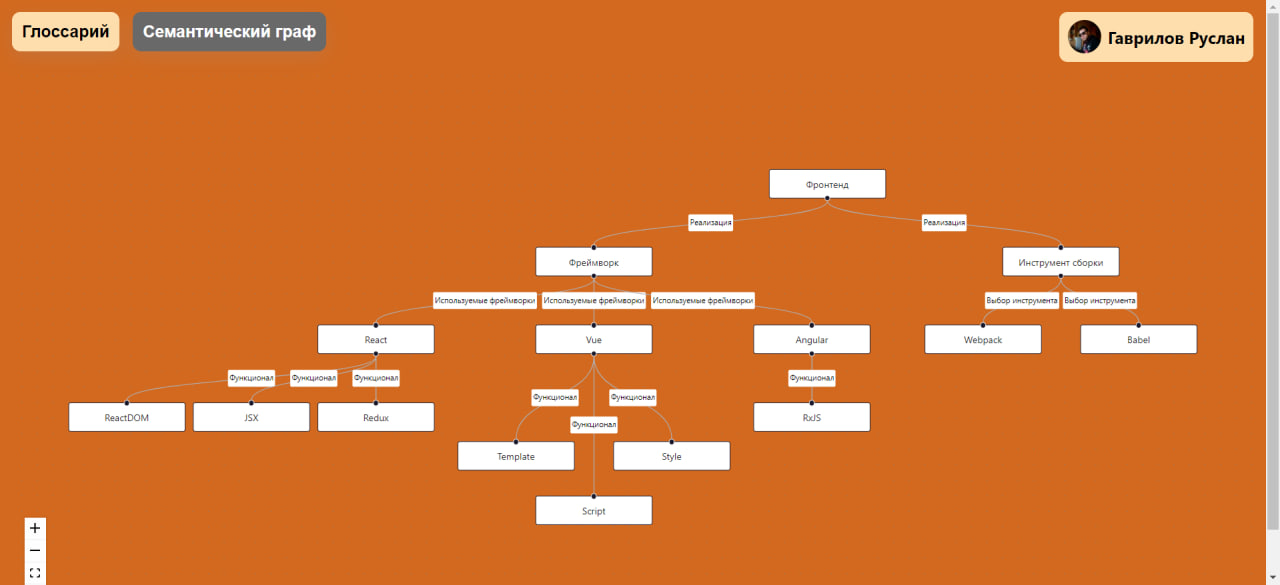 Глоссарий
Семантический граф
Гаврилов Руслан
Фронтенд
Реализация
Реализация
Фреймворк
Инструмент сборки
Используемые фреймворки
Используемые фреймворки
Используемые фреймворки
Выбор инструмента
Выбор инструмента
React
Vue
Angular
Webpack
Babel
Функционал
Функционал
Функционал
Функционал
Функционал
Функционал
Функционал
ReactDOM
JSX
Redux
RxJS
Template
Style
Script